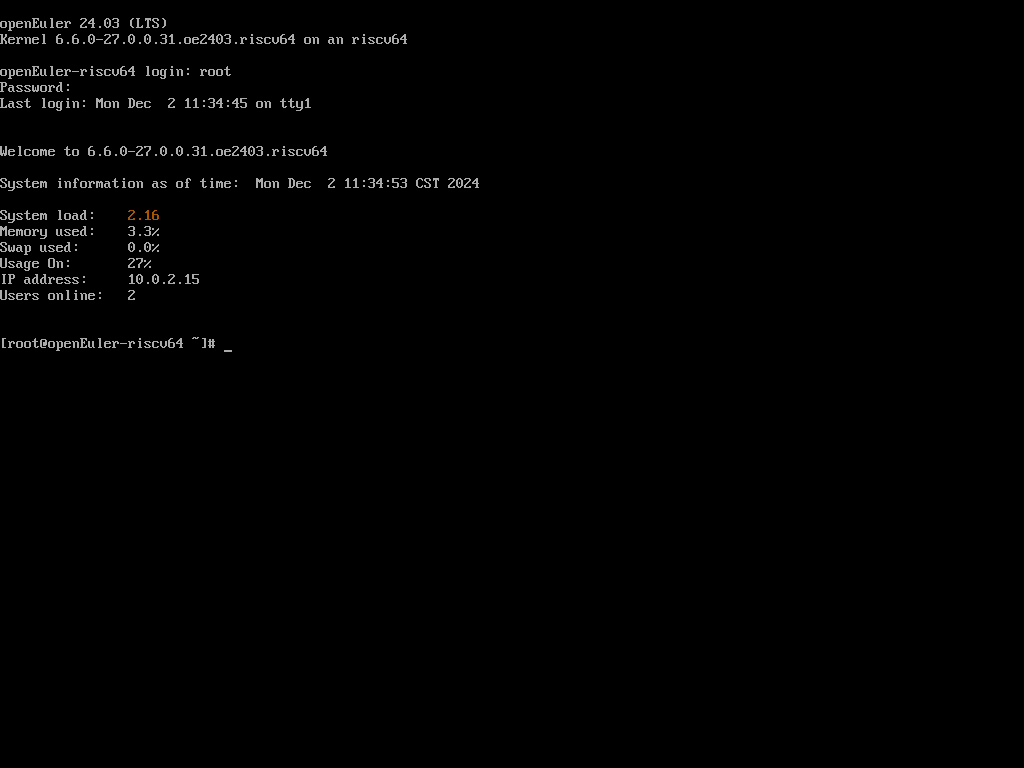 openEuler 24.03 (LTS)
Kernel 6.6.0-27.0.0.31.oe2403.riscv64 on an riscv64
openEuler-riscv64 login: root
Password:
Last login: Mon Dec  2 11:34:45 on tty1
Welcome to 6.6.0-27.0.0.31.oe2403.riscv64
System information as of time:  Mon Dec  2 11:34:53 CST 2024
System load:    2.16
Memory used:    3.3%
Swap used:      0.0%
Usage On:       27%
IP address:     10.0.2.15
Users online:   2
[root@openEuler-riscv64 ~]# _